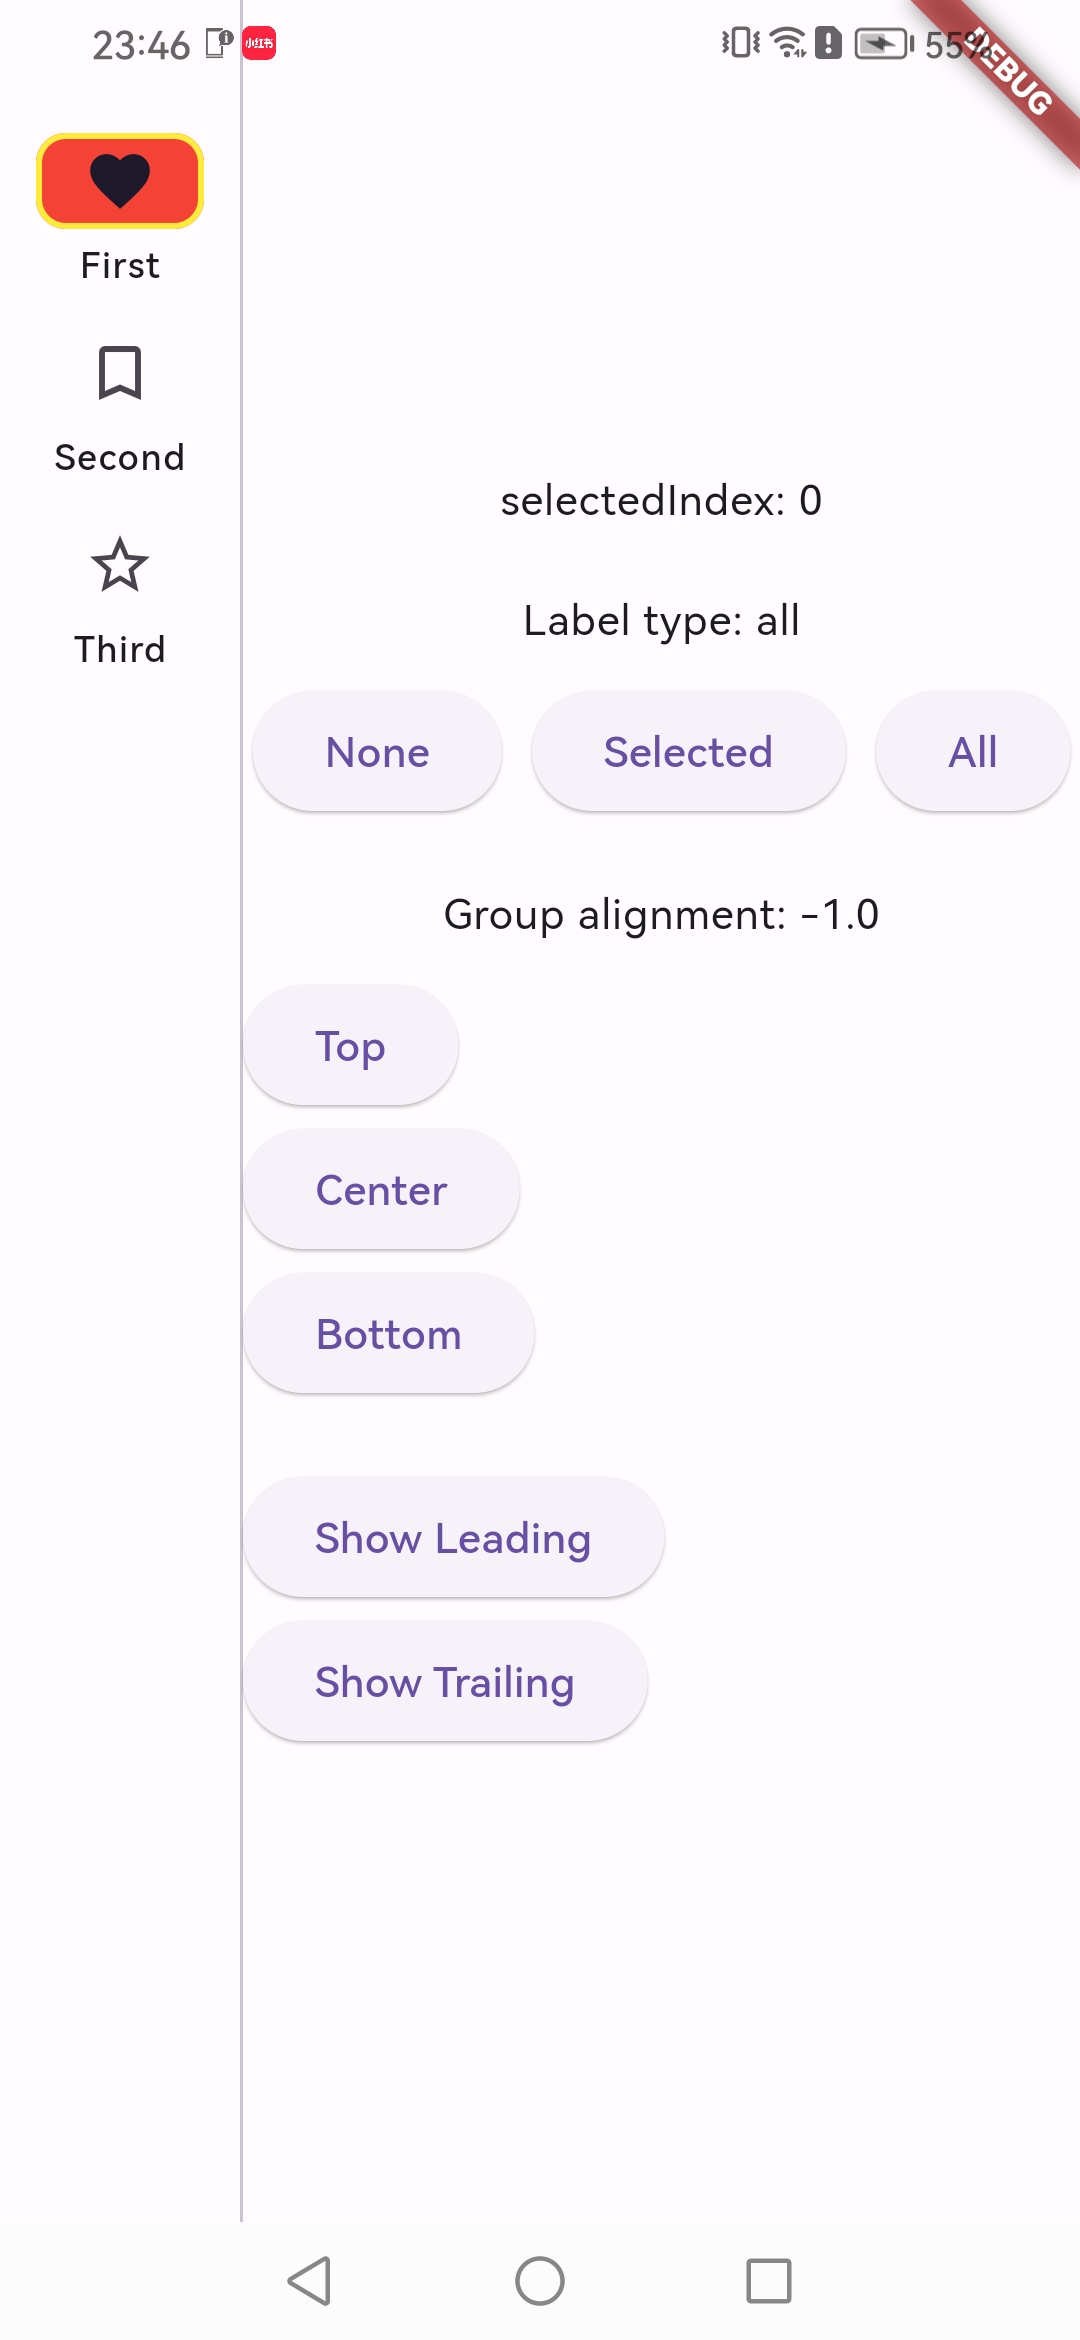 23:46 小红书 55%
DEBUG
First
Second
Third
selectedIndex: 0
Label type: all
None Selected All
Group alignment: -1.0
Top
Center
Bottom
Show Leading
Show Trailing